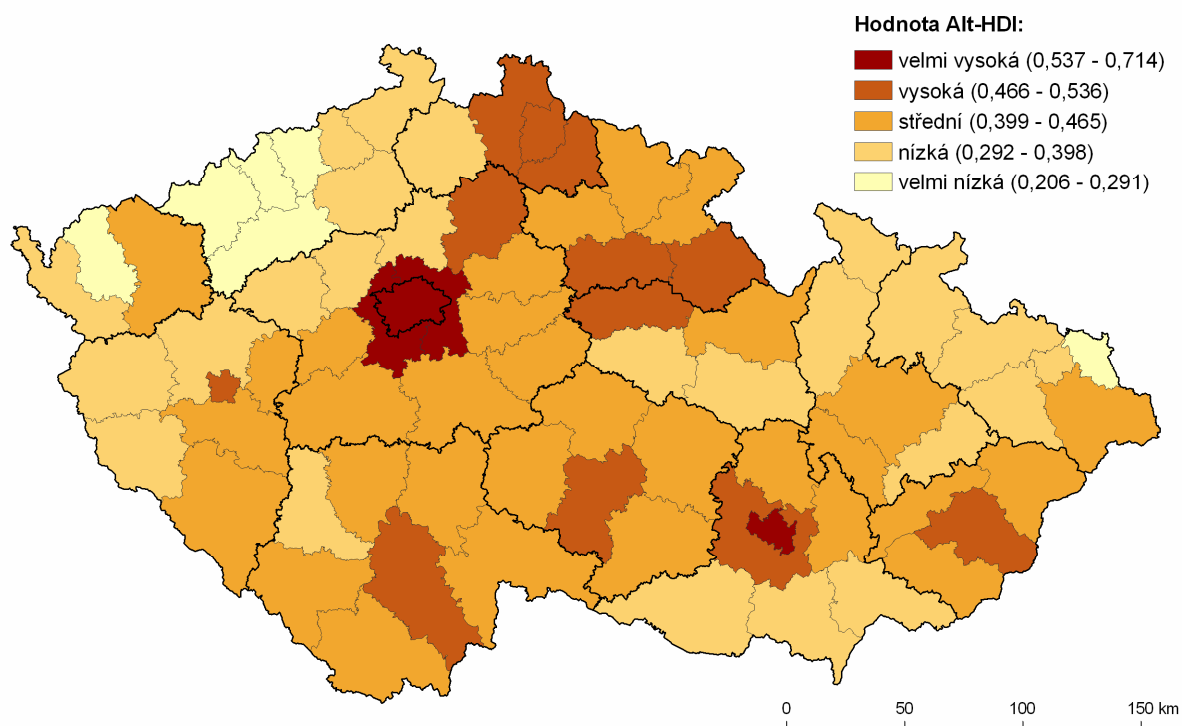 Hodnota Alt-HDI:
velmi vysoká (0,537 - 0,714)
vysoká (0,466 - 0,536)
střední (0,399 - 0,465)
nízká (0,292 - 0,398)
velmi nízká (0,206 - 0,291)
0 50 100 150 km